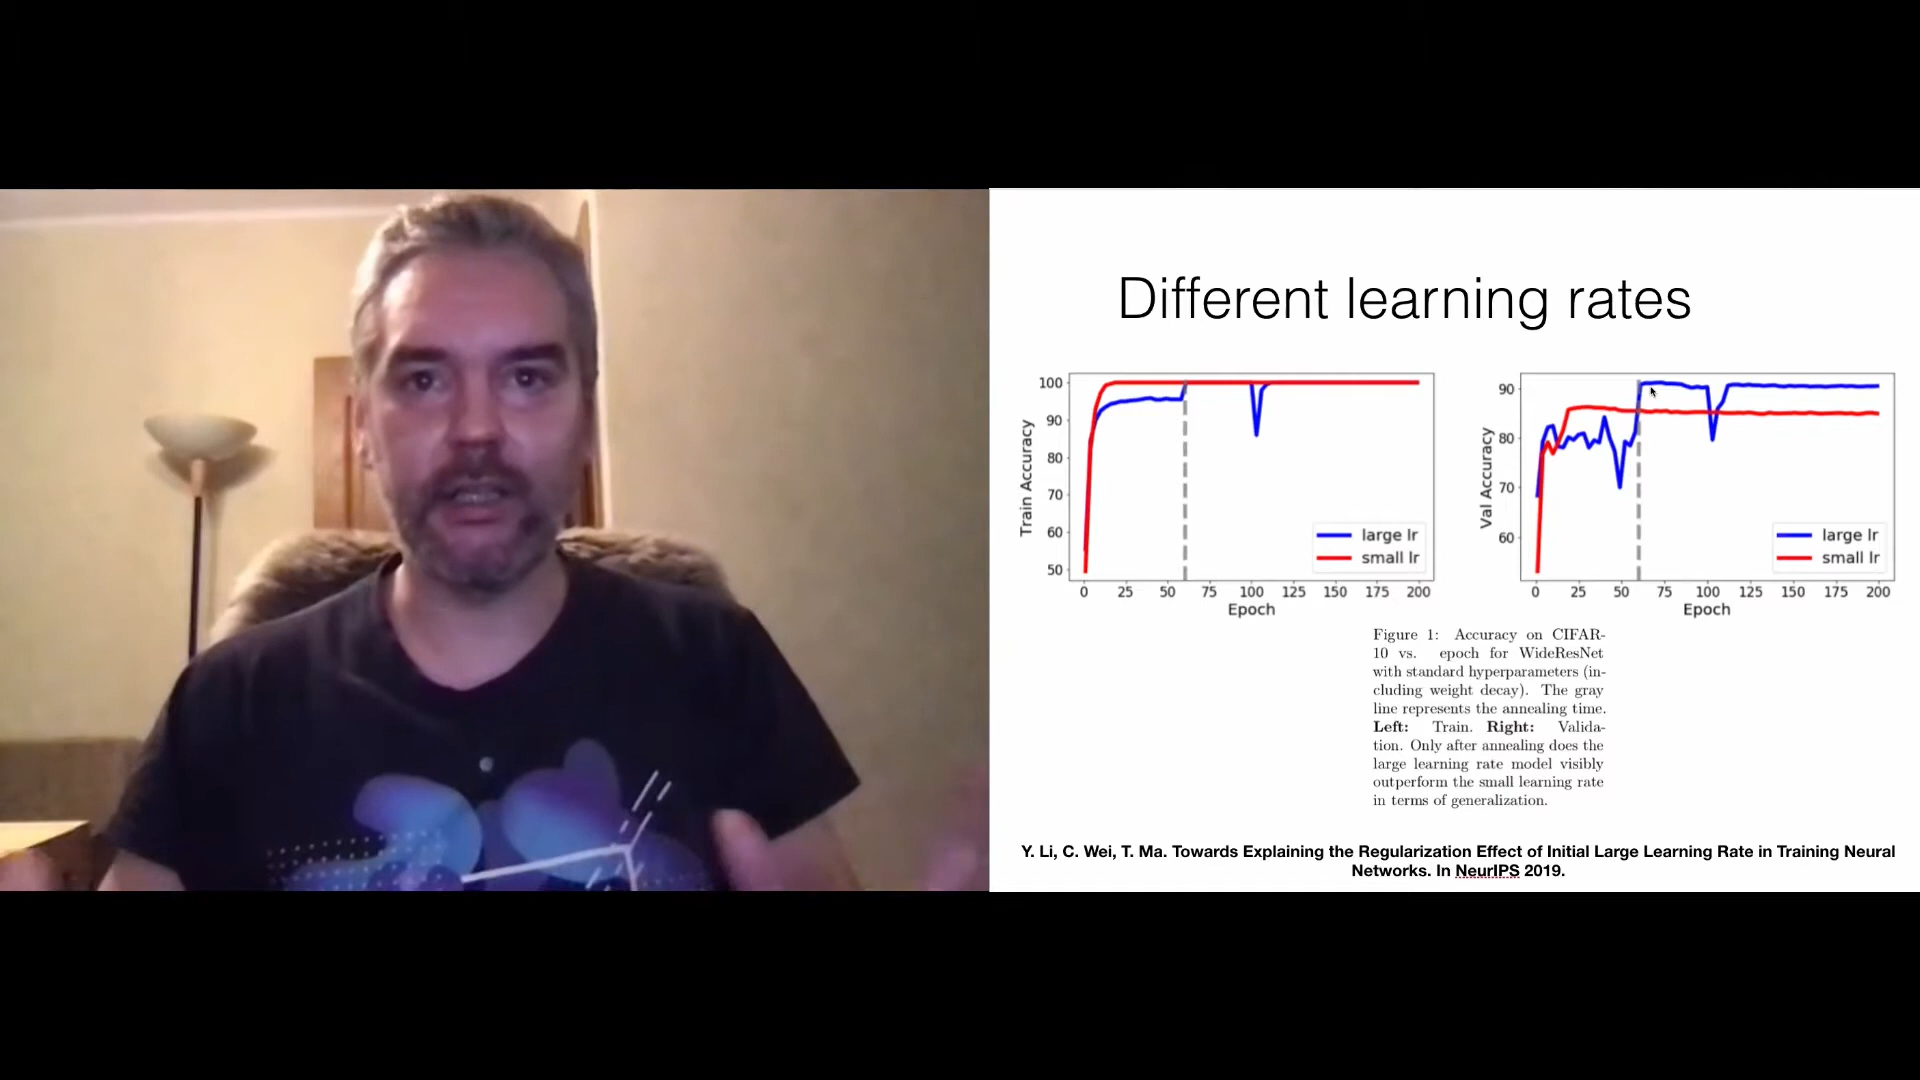 Different learning rates
Train Accuracy
100
90
80
70
60
50
large lr
small lr
0 25 50 75 100 125 150 175 200
Epoch
Val Accuracy
90
80
70
60
large lr
small lr
0 25 50 75 100 125 150 175 200
Epoch
Figure 1: Accuracy on CIFAR-
10 vs. epoch for WideResNet
with standard hyperparameters (in-
cluding weight decay). The gray
line represents the annealing time.
Left: Train. Right: Valida-
tion. Only after annealing does the
large learning rate model visibly
outperform the small learning rate
in terms of generalization.
Y. Li, C. Wei, T. Ma. Towards Explaining the Regularization Effect of Initial Large Learning Rate in Training Neural
Networks. In NeurIPS 2019.